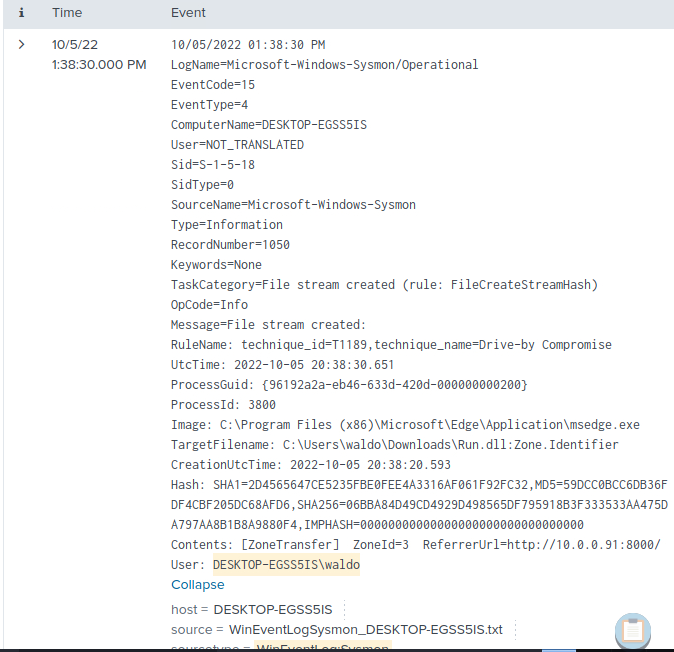 i Time Event
10/5/22 10/05/2022 01:38:30 PM
1:38:30.000 PM LogName=Microsoft-Windows-Sysmon/Operational
EventCode=15
EventType=4
ComputerName=DESKTOP-EGSS5IS
User=NOT_TRANSLATED
Sid=S-1-5-18
SidType=0
SourceName=Microsoft-Windows-Sysmon
Type=Information
RecordNumber=1050
Keywords=None
TaskCategory=File stream created (rule: FileCreateStreamHash)
OpCode=Info
Message=File stream created:
RuleName: technique_id=T1189,technique_name=Drive-by Compromise
UtcTime: 2022-10-05 20:38:30.651
ProcessGuid: {96192a2a-eb46-633d-420d-000000000200}
ProcessId: 3800
Image: C:\Program Files (x86)\Microsoft\Edge\Application\msedge.exe
TargetFilename: C:\Users\waldo\Downloads\Run.dll:Zone.Identifier
CreationUtcTime: 2022-10-05 20:38:20.593
Hash: SHA1=2D4565647CE5235FBE0FEE4A3316AF061F92FC32,MD5=59DCC0BCC6DB36F
DF4CBF205DC68AFD6,SHA256=06BBA84D49CD4929D498565DF795918B3F333533AA475D
A797AA8B1B8A9880F4,IMPHASH=00000000000000000000000000000000
Contents: [ZoneTransfer]  ZoneId=3  ReferrerUrl=http://10.0.0.91:8000/
User: DESKTOP-EGSS5IS\waldo
Collapse
host = DESKTOP-EGSS5IS
source = WinEventLogSysmon_DESKTOP-EGSS5IS.txt
sourcetype = WinEventLog:Sysmon